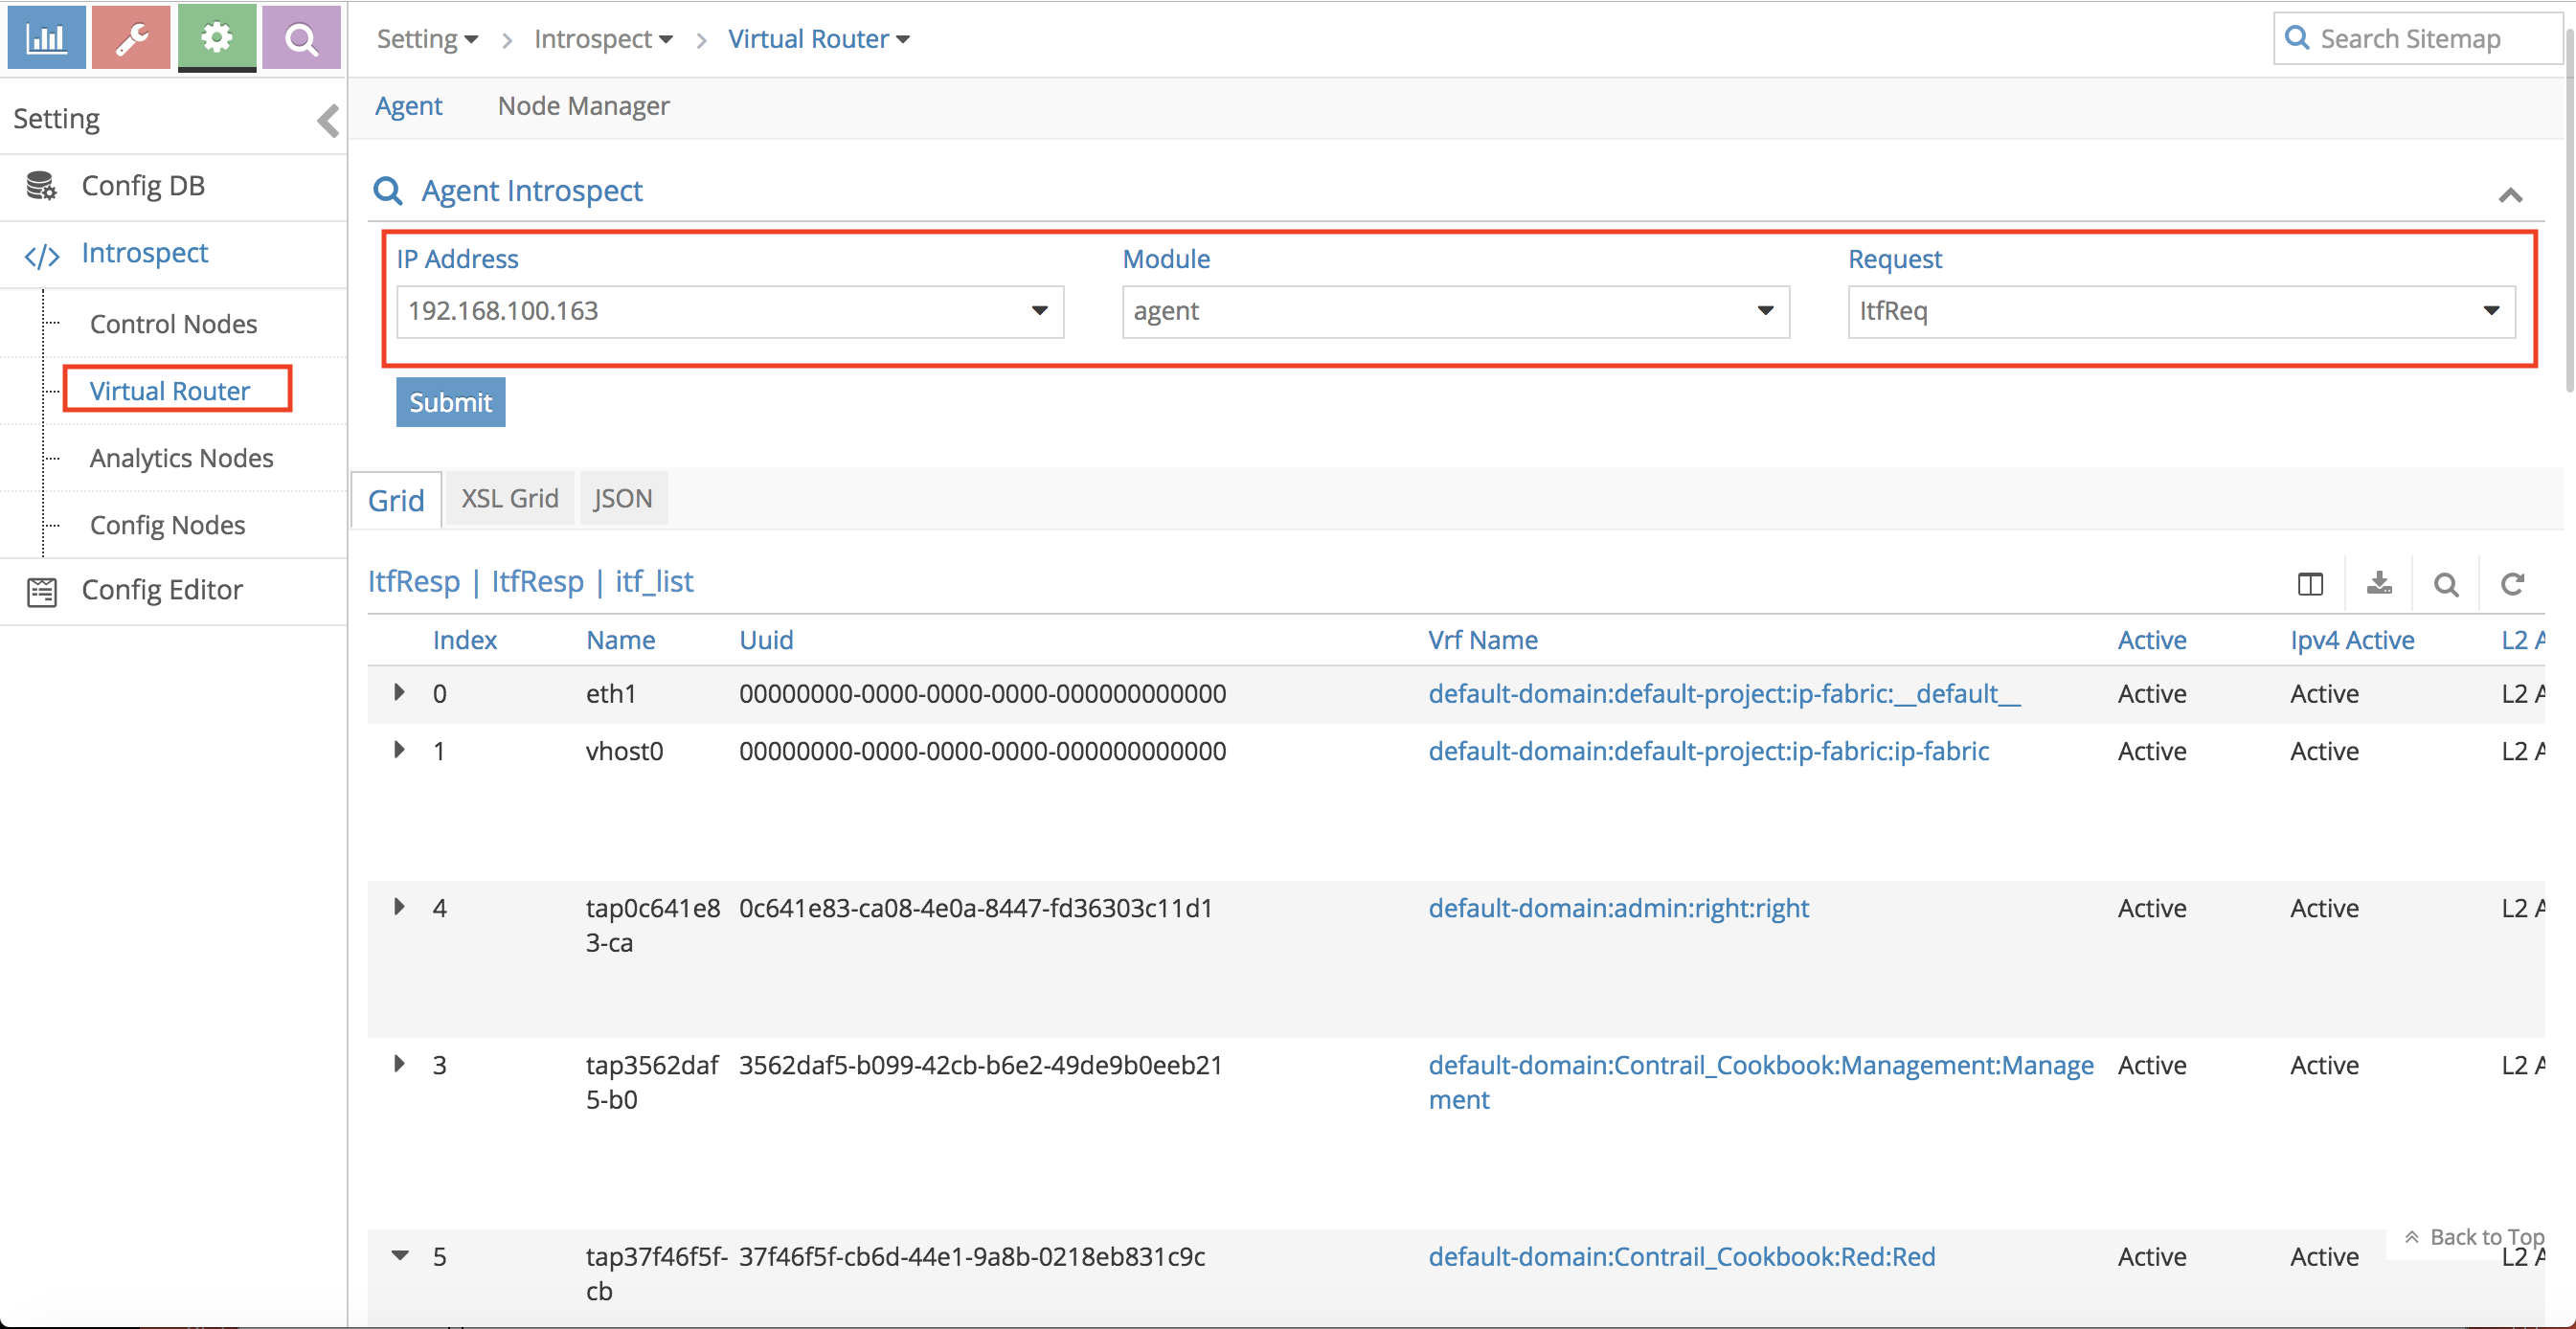 Setting > Introspect > Virtual Router
Search Sitemap
Setting
Agent Node Manager
Config DB
Agent Introspect
Introspect
IP Address Module Request
192.168.100.163 agent ItfReq
Control Nodes
Virtual Router
Submit
Analytics Nodes
Grid XSL Grid JSON
Config Nodes
Config Editor
ItfResp | ItfResp | itf_list
Index Name Uuid Vrf Name Active Ipv4 Active L2 A
0 eth1 00000000-0000-0000-0000-000000000000 default-domain:default-project:ip-fabric:__default__ Active Active L2 A
1 vhost0 00000000-0000-0000-0000-000000000000 default-domain:default-project:ip-fabric:ip-fabric Active Active L2 A
4 tap0c641e8 0c641e83-ca08-4e0a-8447-fd36303c11d1 default-domain:admin:right:right Active Active L2 A
3-ca
3 tap3562daf 3562daf5-b099-42cb-b6e2-49de9b0eeb21 default-domain:Contrail_Cookbook:Management:Manage Active Active L2 A
5-b0 ment
Back to Top
5 tap37f46f5f- 37f46f5f-cb6d-44e1-9a8b-0218eb831c9c default-domain:Contrail_Cookbook:Red:Red Active Active L2 A
cb